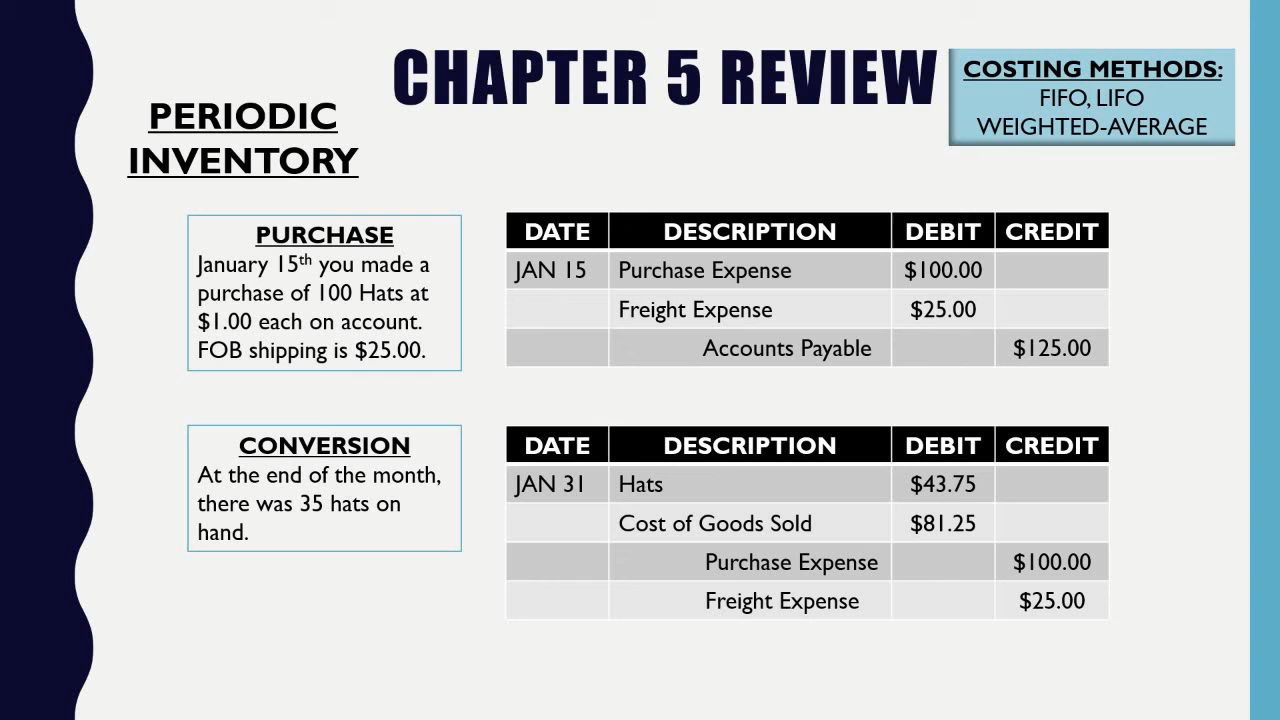 CHAPTER 5 REVIEW
COSTING METHODS:
FIFO, LIFO
WEIGHTED-AVERAGE
PERIODIC
INVENTORY
PURCHASE
January 15th you made a
purchase of 100 Hats at
$1.00 each on account.
FOB shipping is $25.00.
DATE DESCRIPTION DEBIT CREDIT
JAN 15 Purchase Expense $100.00
Freight Expense $25.00
Accounts Payable $125.00
CONVERSION
At the end of the month,
there was 35 hats on
hand.
DATE DESCRIPTION DEBIT CREDIT
JAN 31 Hats $43.75
Cost of Goods Sold $81.25
Purchase Expense $100.00
Freight Expense $25.00